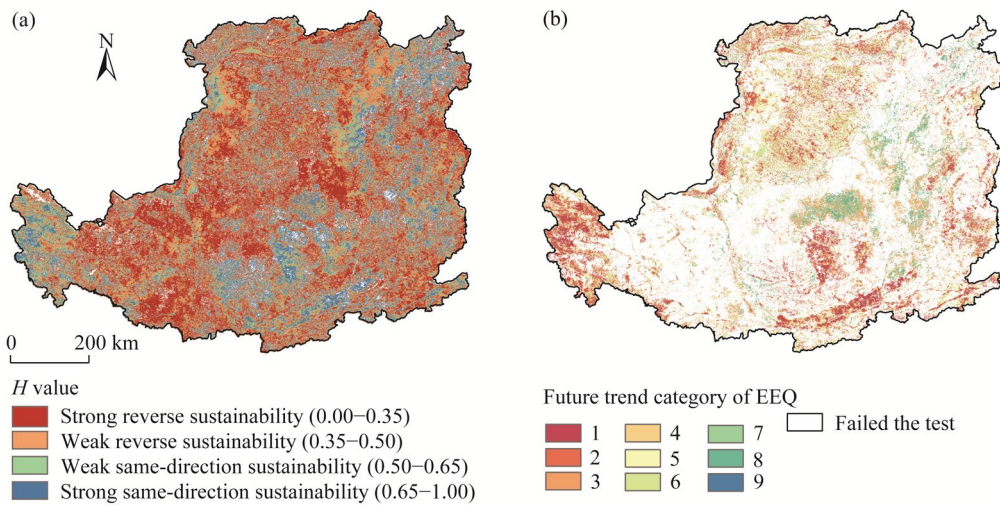 (a)
N
0 200 km
H value
Strong reverse sustainability (0.00−0.35)
Weak reverse sustainability (0.35−0.50)
Weak same-direction sustainability (0.50−0.65)
Strong same-direction sustainability (0.65−1.00)
(b)
Future trend category of EEQ
1 4 7 Failed the test
2 5 8
3 6 9